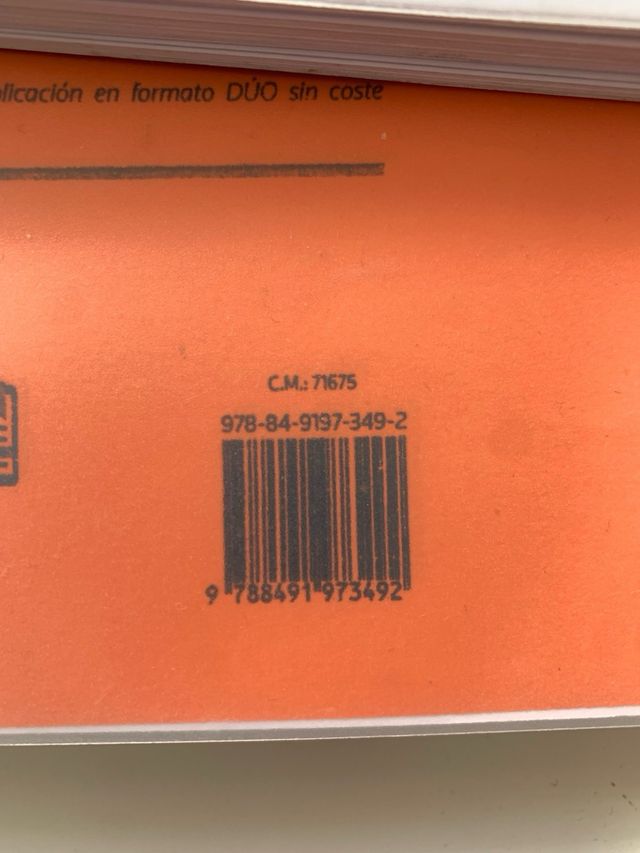 licación en formato DÚO sin coste
C.M.: 71675
978-84-9197-349-2
9 788491 973492